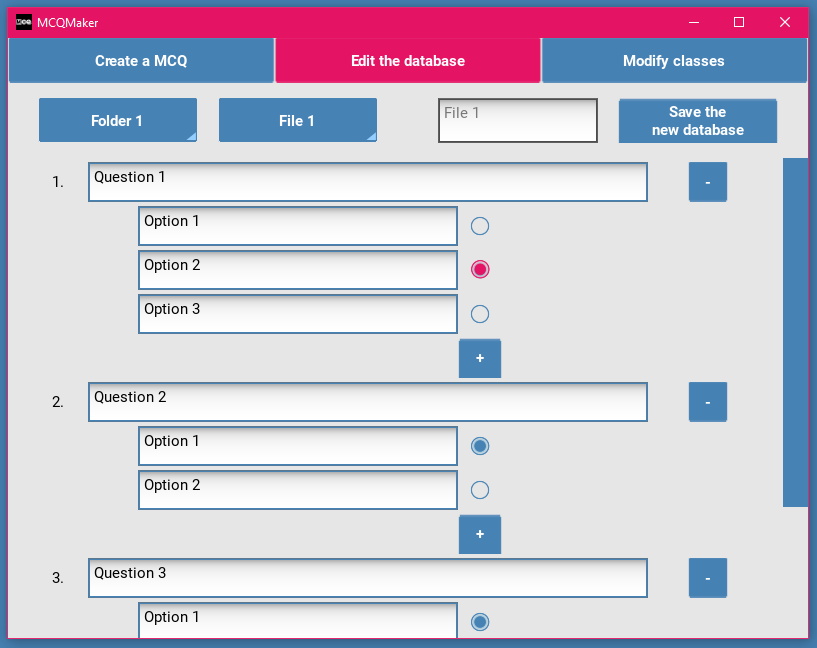 MCQ MCQMaker
Create a MCQ Edit the database Modify classes
Folder 1 File 1 File 1 Save the
new database
1. Question 1 -
Option 1
Option 2
Option 3
+
2. Question 2 -
Option 1
Option 2
+
3. Question 3 -
Option 1